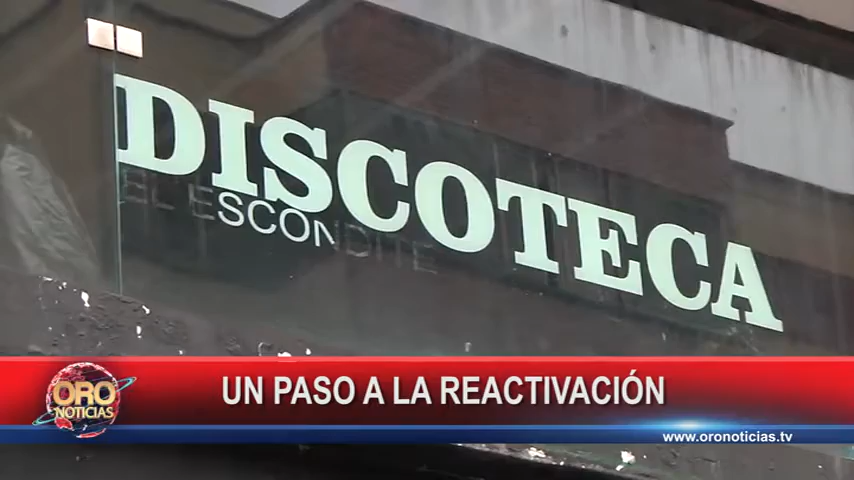 DISCOTECA
EL ESCONDITE
UN PASO A LA REACTIVACIÓN
ORO
NOTICIAS
www.oronoticias.tv